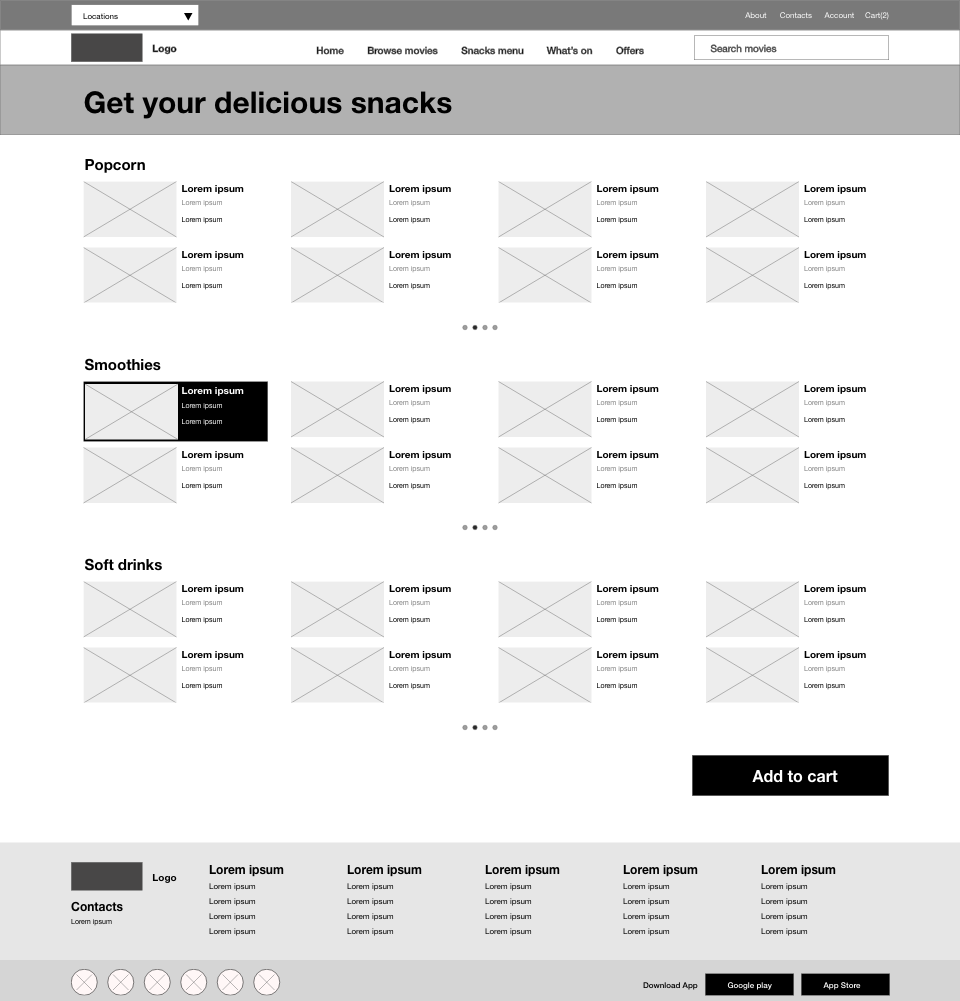 Locations
About Contacts Account Cart(2)
Logo
Home Browse movies Snacks menu What's on Offers
Search movies
Get your delicious snacks
Popcorn
Lorem ipsum Lorem ipsum Lorem ipsum Lorem ipsum
Lorem ipsum Lorem ipsum Lorem ipsum Lorem ipsum
Lorem ipsum Lorem ipsum Lorem ipsum Lorem ipsum
Lorem ipsum Lorem ipsum Lorem ipsum Lorem ipsum
Lorem ipsum Lorem ipsum Lorem ipsum Lorem ipsum
Lorem ipsum Lorem ipsum Lorem ipsum Lorem ipsum
Smoothies
Lorem ipsum Lorem ipsum Lorem ipsum Lorem ipsum
Lorem ipsum Lorem ipsum Lorem ipsum Lorem ipsum
Lorem ipsum Lorem ipsum Lorem ipsum Lorem ipsum
Lorem ipsum Lorem ipsum Lorem ipsum Lorem ipsum
Lorem ipsum Lorem ipsum Lorem ipsum Lorem ipsum
Lorem ipsum Lorem ipsum Lorem ipsum Lorem ipsum
Soft drinks
Lorem ipsum Lorem ipsum Lorem ipsum Lorem ipsum
Lorem ipsum Lorem ipsum Lorem ipsum Lorem ipsum
Lorem ipsum Lorem ipsum Lorem ipsum Lorem ipsum
Lorem ipsum Lorem ipsum Lorem ipsum Lorem ipsum
Lorem ipsum Lorem ipsum Lorem ipsum Lorem ipsum
Lorem ipsum Lorem ipsum Lorem ipsum Lorem ipsum
Add to cart
Logo
Contacts
Lorem ipsum
Lorem ipsum Lorem ipsum Lorem ipsum Lorem ipsum Lorem ipsum
Lorem ipsum Lorem ipsum Lorem ipsum Lorem ipsum Lorem ipsum
Lorem ipsum Lorem ipsum Lorem ipsum Lorem ipsum Lorem ipsum
Lorem ipsum Lorem ipsum Lorem ipsum Lorem ipsum Lorem ipsum
Lorem ipsum Lorem ipsum Lorem ipsum Lorem ipsum Lorem ipsum
Download App Google play App Store